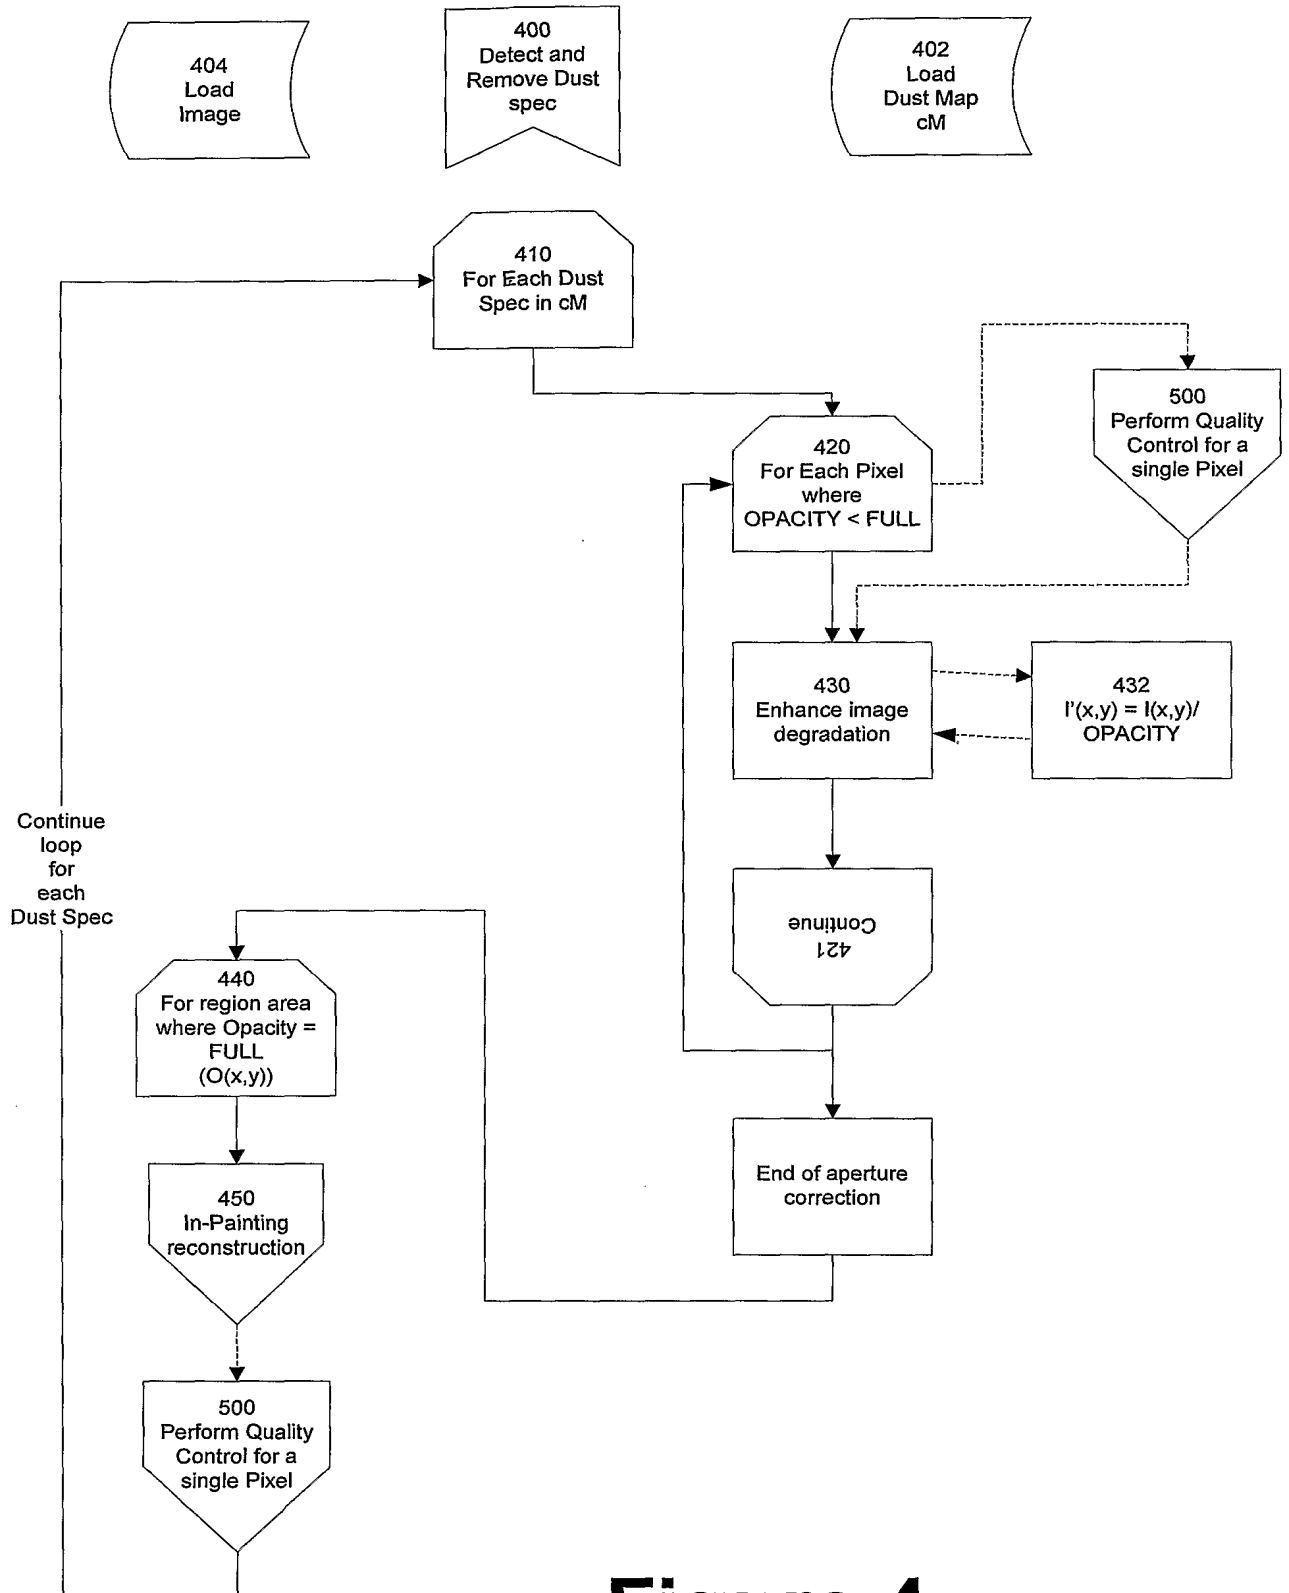 404
Load
Image
400
Detect and
Remove Dust
spec
402
Load
Dust Map
cM
410
For Each Dust
Spec in cM
420
For Each Pixel
where
OPACITY < FULL
500
Perform Quality
Control for a
single Pixel
430
Enhance image
degradation
432
I'(x,y) = I(x,y)/
OPACITY
Continue
loop
for
each
Dust Spec
421
Continue
440
For region area
where Opacity =
FULL
(O(x,y))
End of aperture
correction
450
In-Painting
reconstruction
500
Perform Quality
Control for a
single Pixel